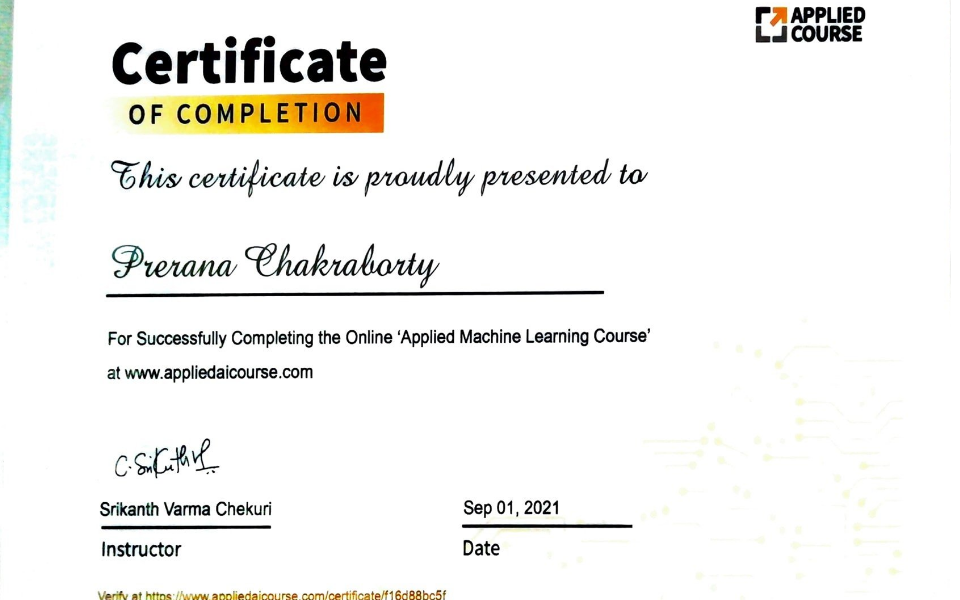 APPLIED
COURSE
Certificate
OF COMPLETION
This certificate is proudly presented to
Prerana Chakraborty
For Successfully Completing the Online ‘Applied Machine Learning Course’
at www.appliedaicourse.com
Srikanth Varma Chekuri
Sep 01, 2021
Instructor
Date
Verify at https://www.appliedaicourse.com/certificate/f16d88bc5f